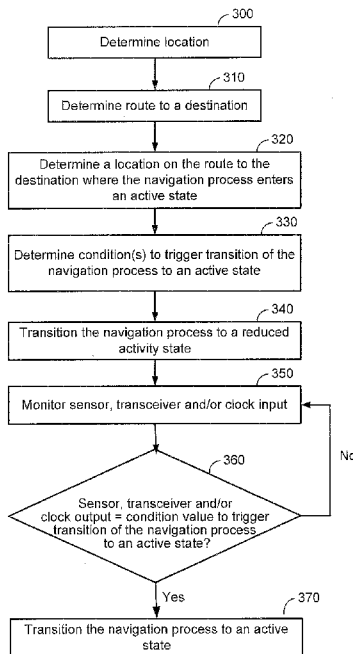 300
Determine location
310
Determine route to a destination
320
Determine a location on the route to the
destination where the navigation process enters
an active state
330
Determine condition(s) to trigger transition of the
navigation process to an active state
340
Transition the navigation process to a reduced
activity state
350
Monitor sensor, transceiver and/or clock input
360
No
Sensor, transceiver and/or
clock output = condition value to trigger
transition of the navigation process
to an active state?
Yes
370
Transition the navigation process to an active
state